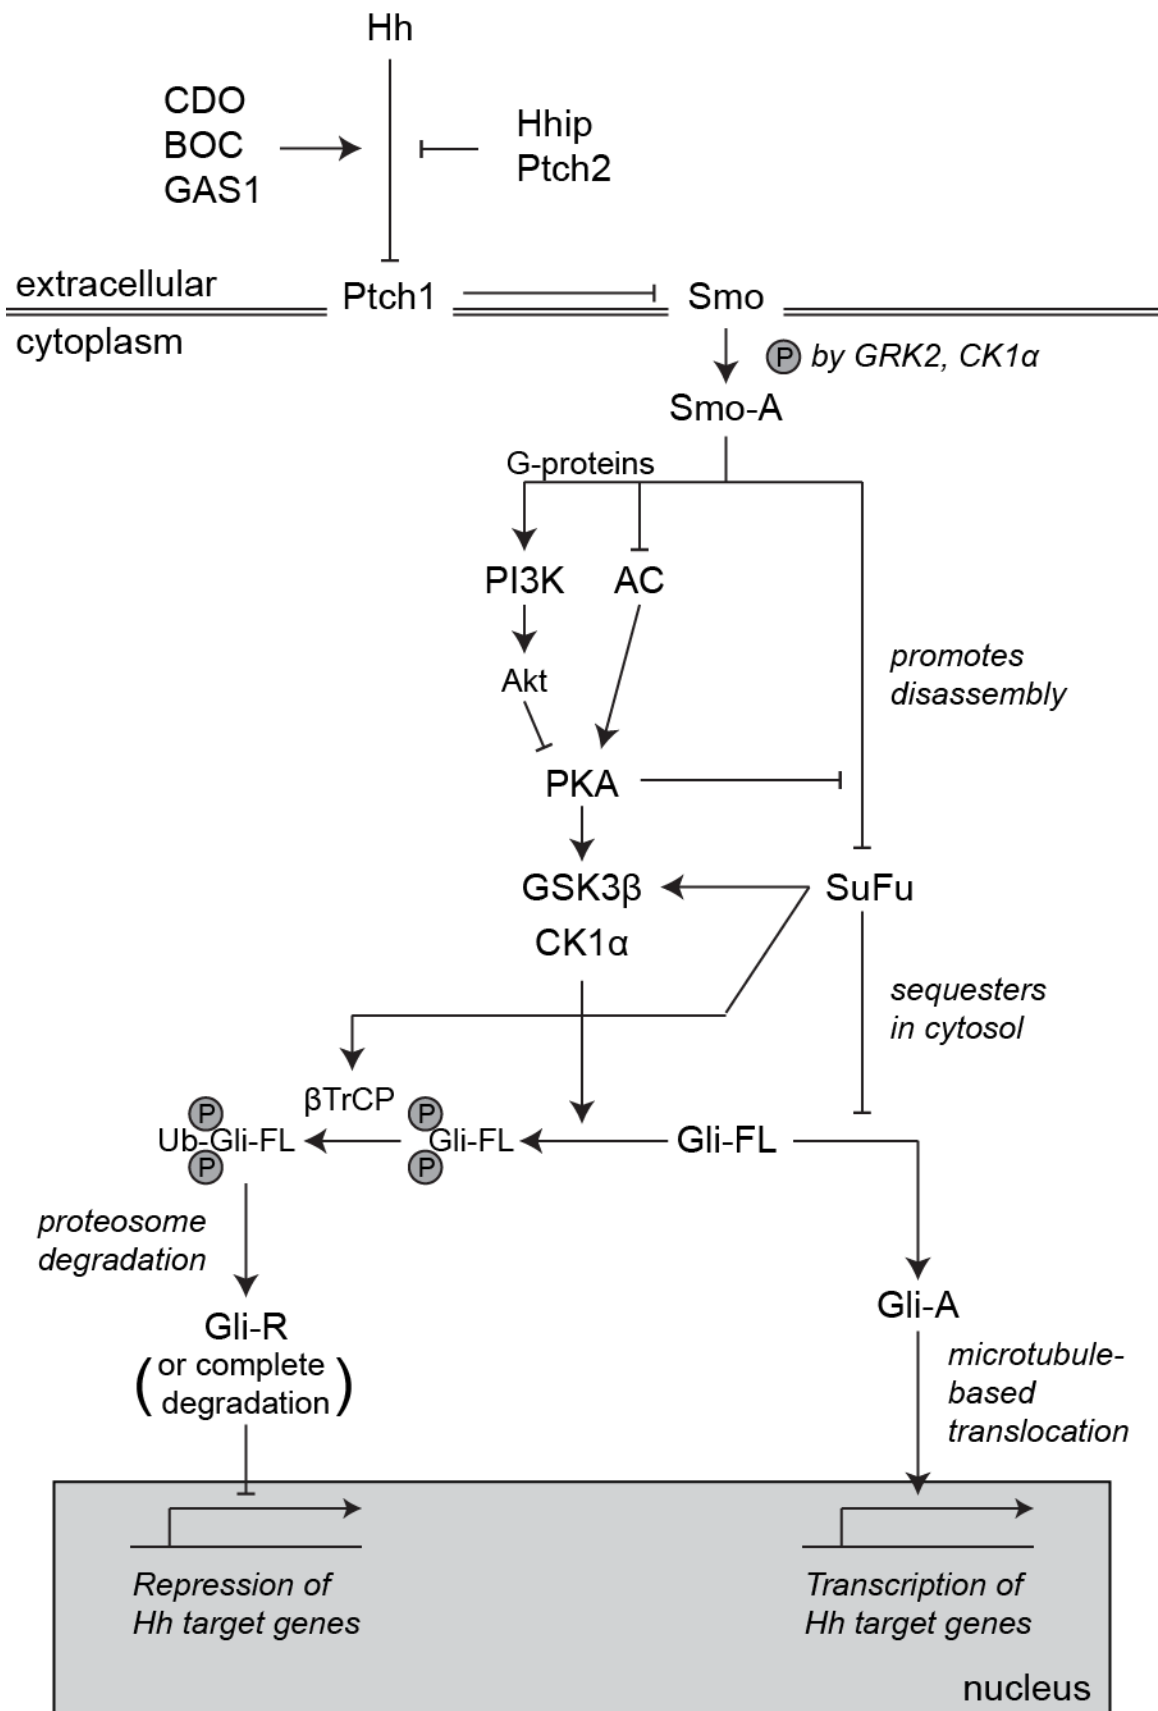 Hh
CDO
BOC
GAS1
Hhip
Ptch2
extracellular
Ptch1
Smo
cytoplasm
P by GRK2, CK1α
Smo-A
G-proteins
PI3K
AC
promotes
disassembly
Akt
PKA
GSK3β
SuFu
CK1α
sequesters
in cytosol
βTrCP
P
Ub-Gli-FL
P
P
Gli-FL
P
Gli-FL
proteosome
degradation
Gli-R
(or complete
degradation)
Gli-A
microtubule-
based
translocation
Repression of
Hh target genes
Transcription of
Hh target genes
nucleus